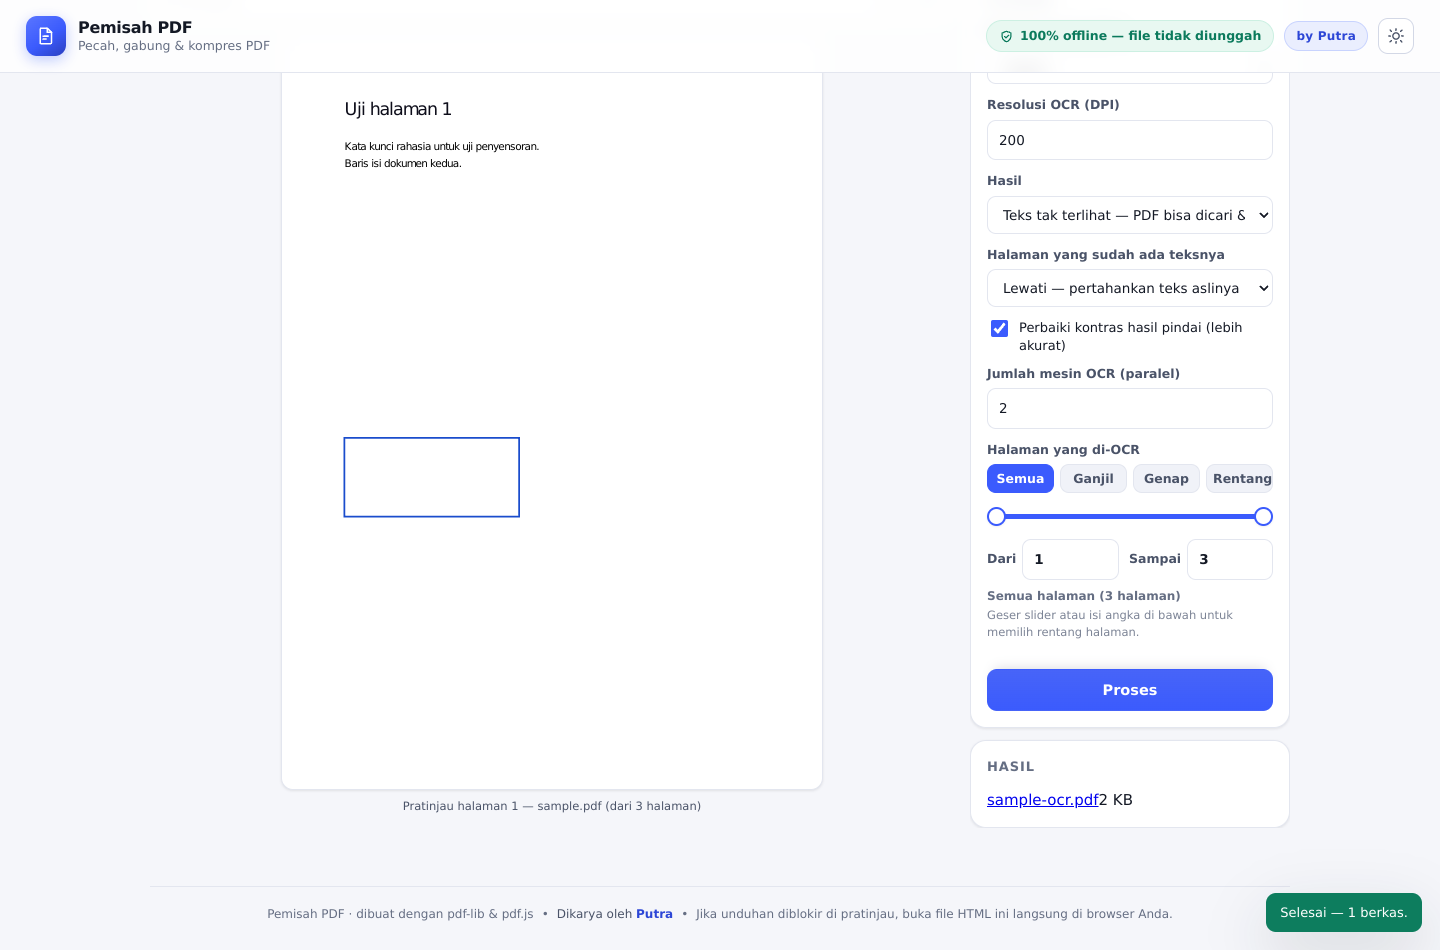 Pemisah PDF
Pecah, gabung & kompres PDF
100% offline — file tidak diunggah
by Putra
Uji halaman 1
Kata kunci rahasia untuk uji penyensoran.
Baris isi dokumen kedua.
Pratinjau halaman 1 — sample.pdf (dari 3 halaman)
Resolusi OCR (DPI)
200
Hasil
Teks tak terlihat — PDF bisa dicari &
Halaman yang sudah ada teksnya
Lewati — pertahankan teks aslinya
Perbaiki kontras hasil pindai (lebih
akurat)
Jumlah mesin OCR (paralel)
2
Halaman yang di-OCR
Semua Ganjil Genap Rentang
Dari 1 Sampai 3
Semua halaman (3 halaman)
Geser slider atau isi angka di bawah untuk
memilih rentang halaman.
Proses
HASIL
sample-ocr.pdf2 KB
Pemisah PDF · dibuat dengan pdf-lib & pdf.js • Dikarya oleh Putra • Jika unduhan diblokir di pratinjau, buka file HTML ini langsung di browser Anda.
Selesai — 1 berkas.